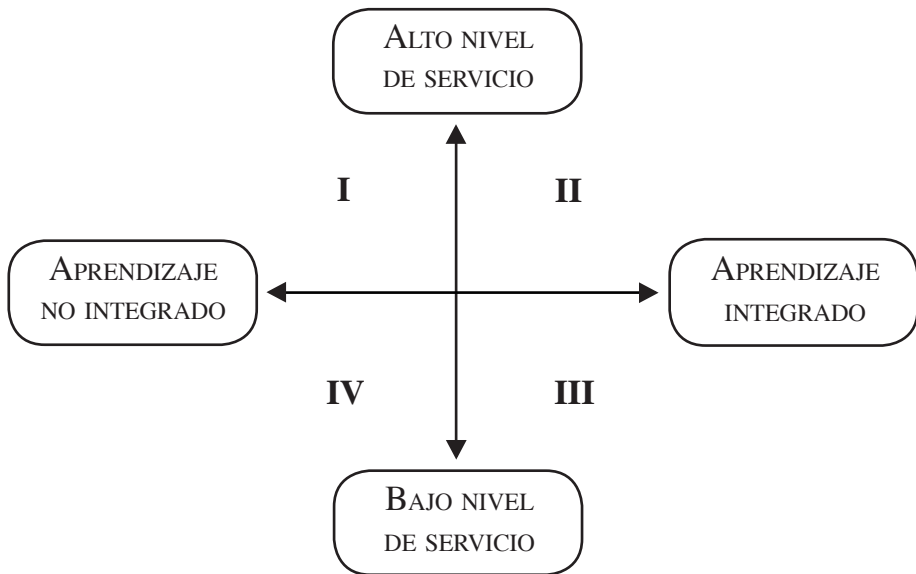 ALTO NIVEL
DE SERVICIO
I
II
APRENDIZAJE
NO INTEGRADO
APRENDIZAJE
INTEGRADO
IV
III
BAJO NIVEL
DE SERVICIO